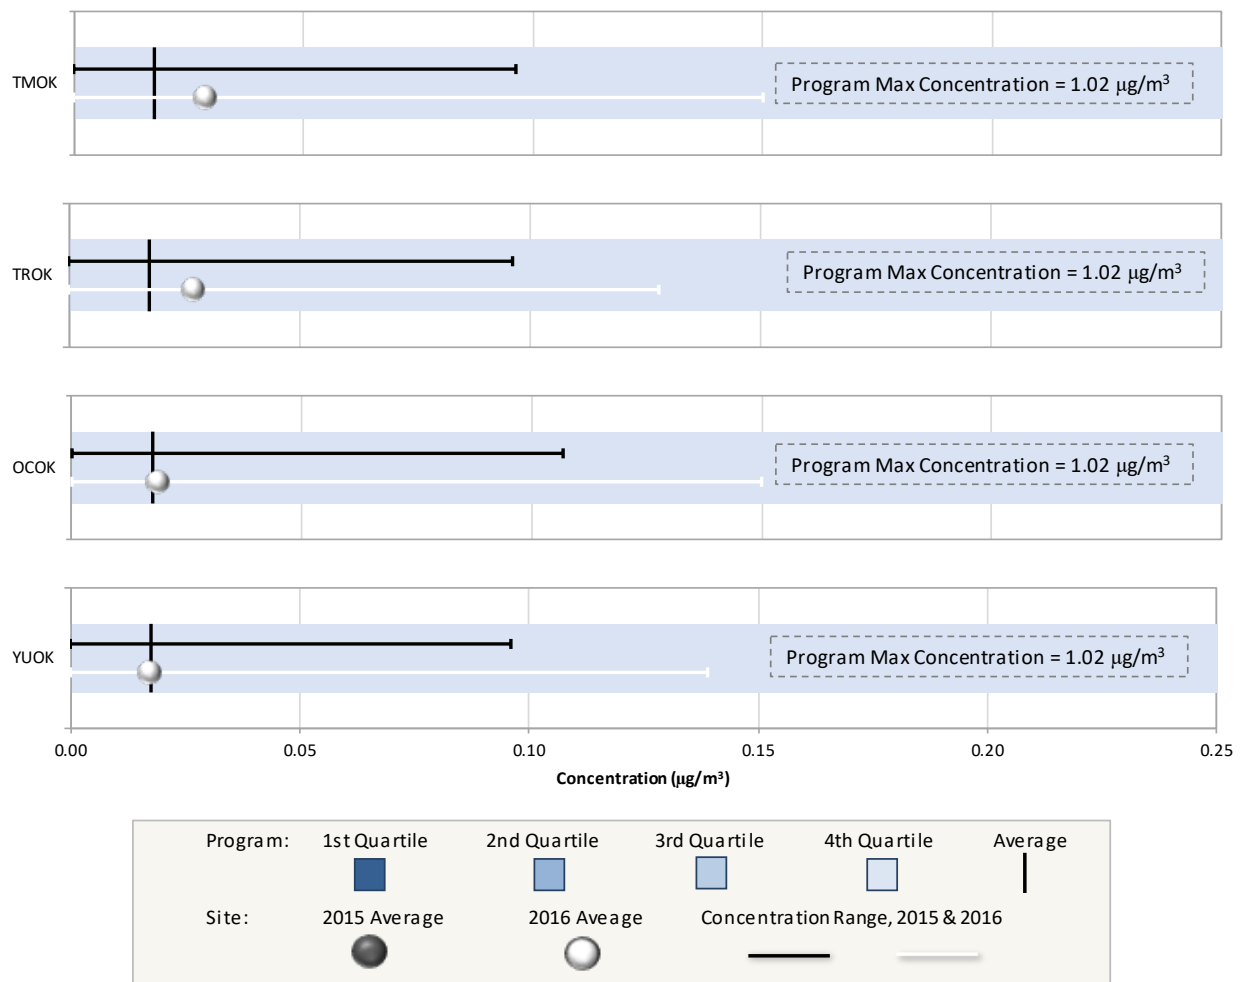 TMOK
Program Max Concentration = 1.02 µg/m³
TROK
Program Max Concentration = 1.02 µg/m³
OCOK
Program Max Concentration = 1.02 µg/m³
YUOK
Program Max Concentration = 1.02 µg/m³
0.00 0.05 0.10 0.15 0.20 0.25
Concentration (µg/m³)
Program: 1st Quartile 2nd Quartile 3rd Quartile 4th Quartile Average
Site: 2015 Average 2016 Aveage Concentration Range, 2015 & 2016